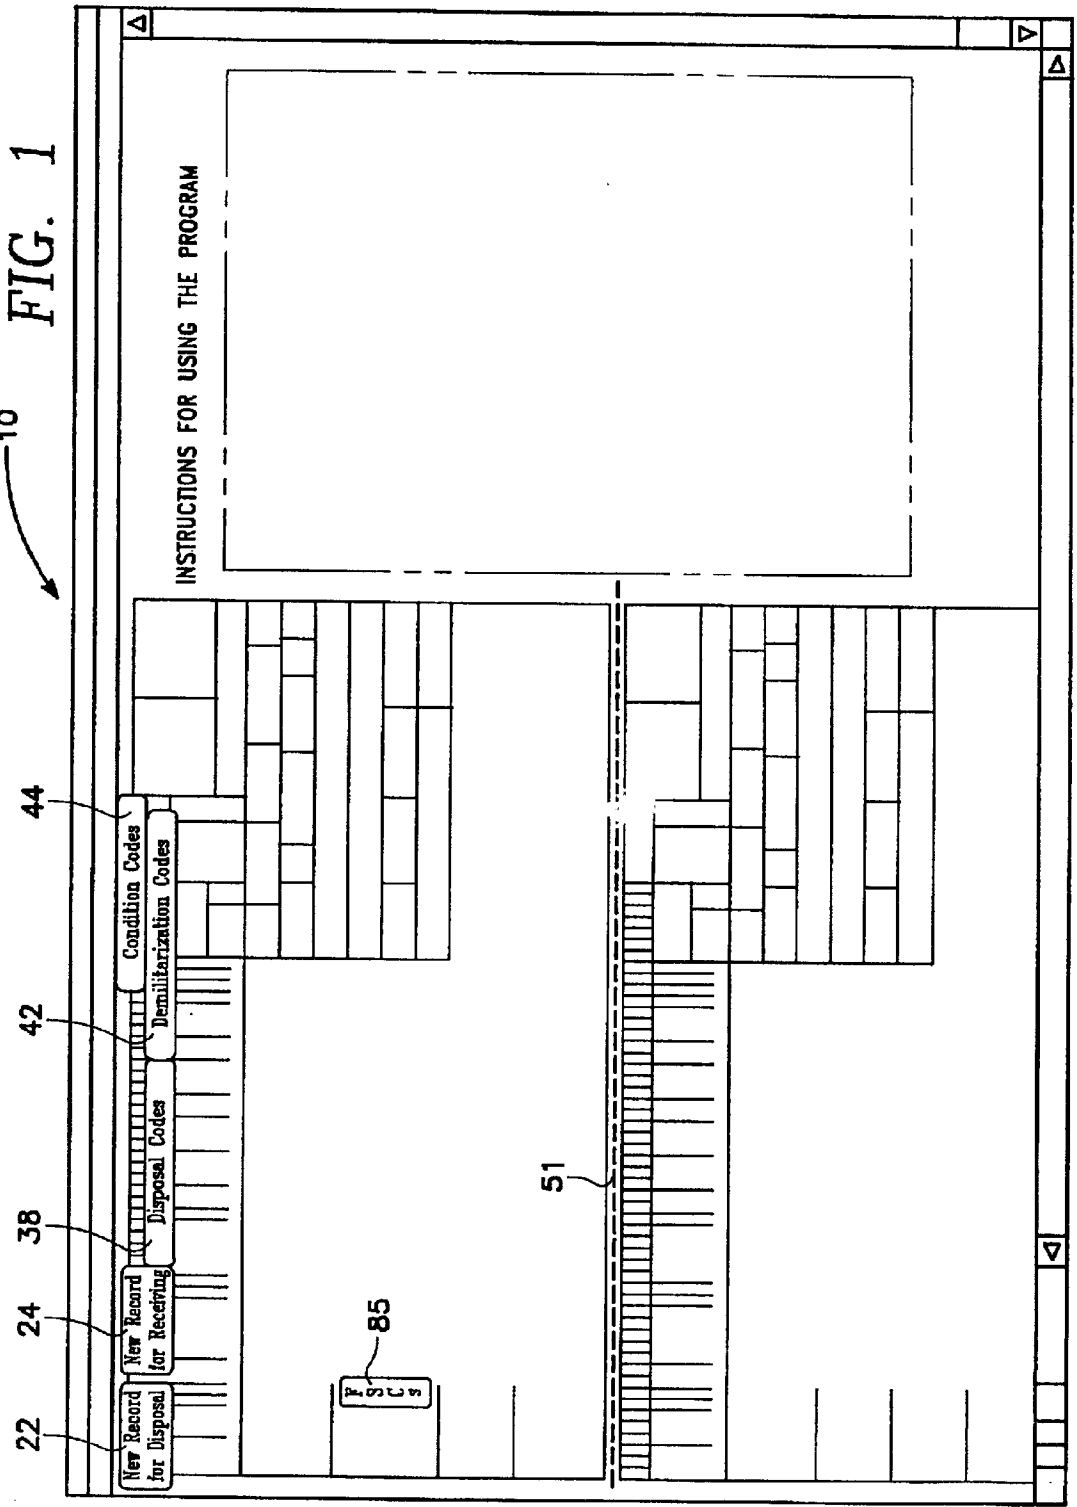 FIG. 1
10
22
24
38
42
44
New Record
for Disposal
New Record
for Receiving
Disposal Codes
Demilitarization Codes
Condition Codes
INSTRUCTIONS FOR USING THE PROGRAM
85
F
S
C
s
51